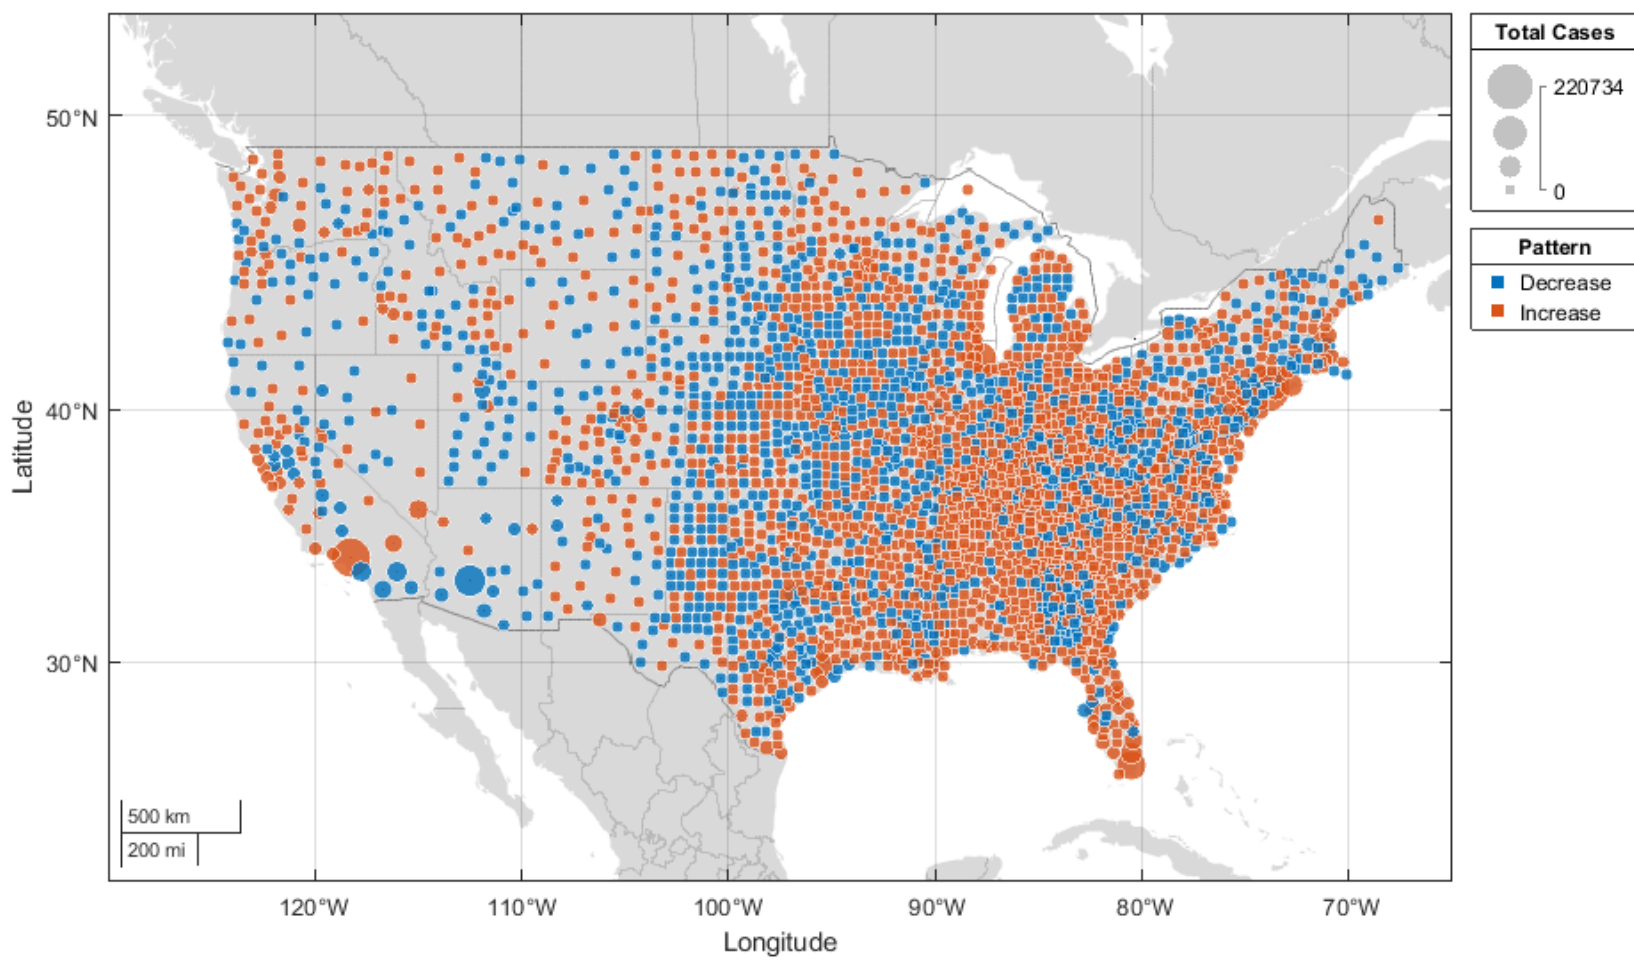 Total Cases
220734
0
Pattern
Decrease
Increase
50°N
40°N
30°N
Latitude
500 km
200 mi
120°W 110°W 100°W 90°W 80°W 70°W
Longitude